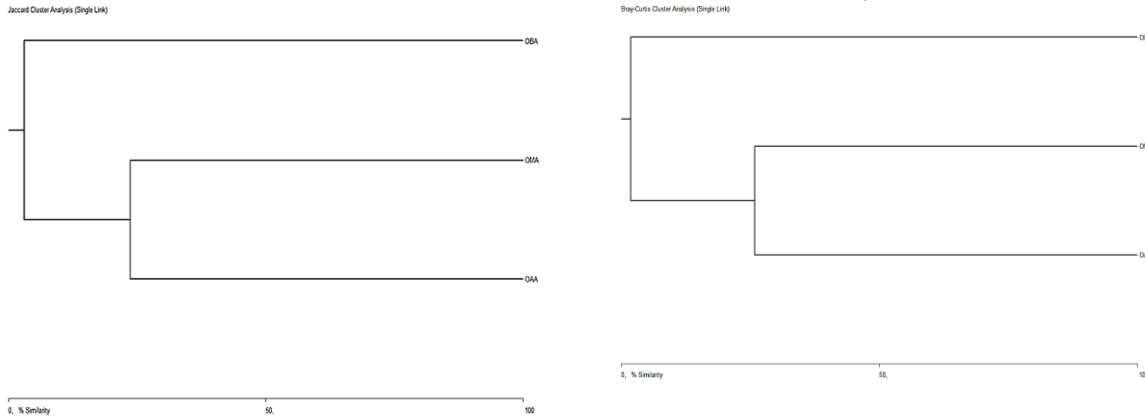 Jaccard Cluster Analysis (Single Link)
OBA
OMA
OAA
0, % Similarity 50, 100
Bray-Curtis Cluster Analysis (Single Link)
0, % Similarity 50, 10